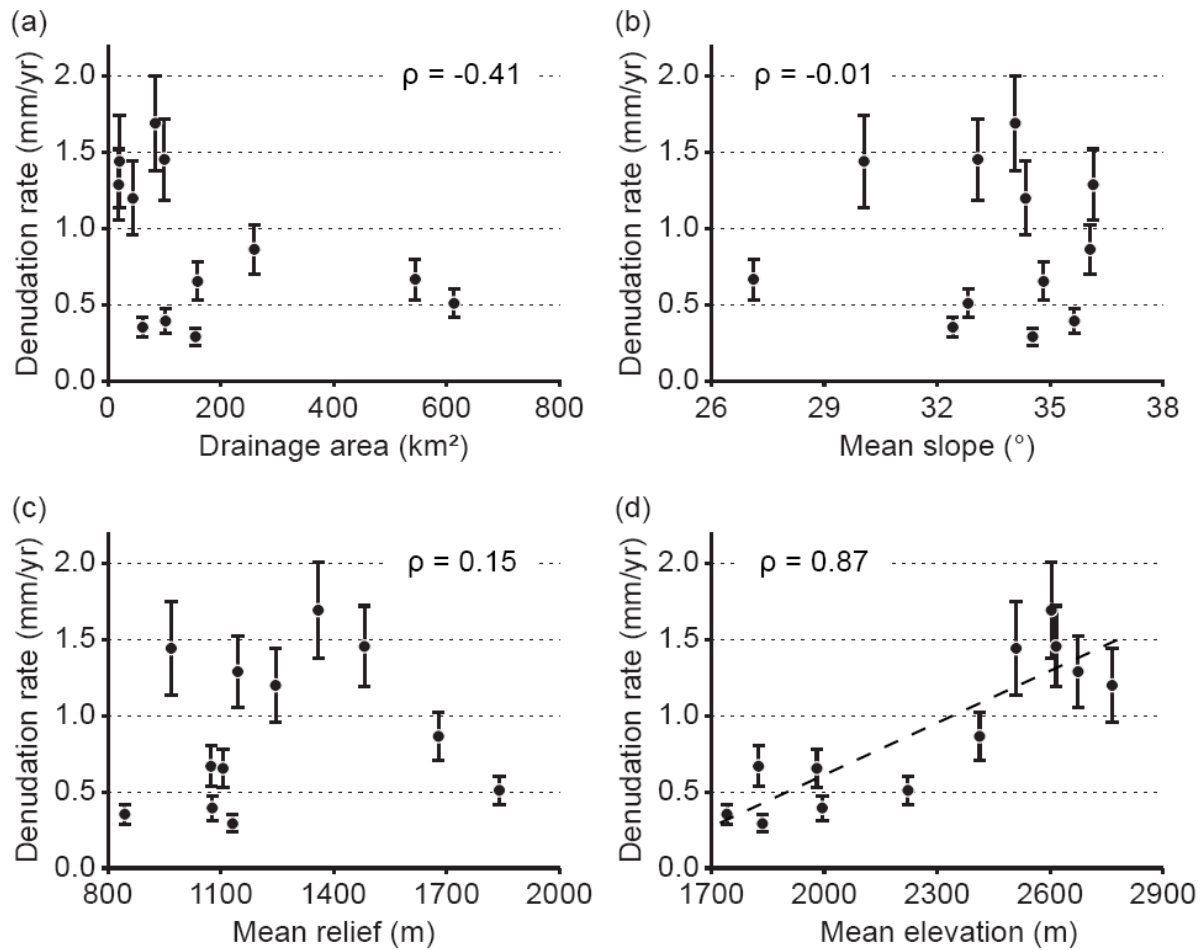 (a)
ρ = -0.41
Denudation rate (mm/yr)
2.0
1.5
1.0
0.5
0.0
0 200 400 600 800
Drainage area (km²)
(b)
ρ = -0.01
Denudation rate (mm/yr)
2.0
1.5
1.0
0.5
0.0
26 29 32 35 38
Mean slope (°)
(c)
ρ = 0.15
Denudation rate (mm/yr)
2.0
1.5
1.0
0.5
0.0
800 1100 1400 1700 2000
Mean relief (m)
(d)
ρ = 0.87
Denudation rate (mm/yr)
2.0
1.5
1.0
0.5
0.0
1700 2000 2300 2600 2900
Mean elevation (m)